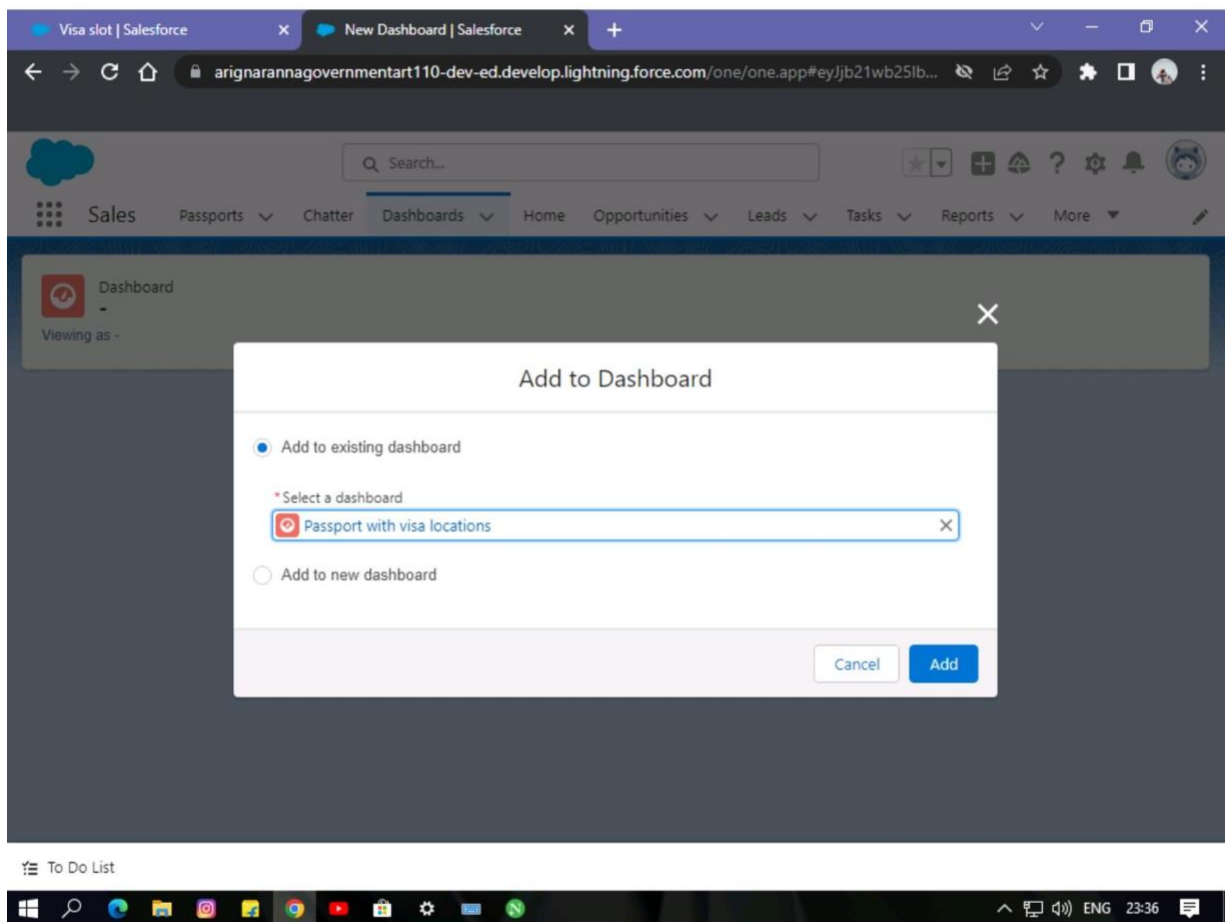 Visa slot | Salesforce
New Dashboard | Salesforce
arignarannagovernmentart110-dev-ed.develop.lightning.force.com/one/one.app#eyJjb21wb25lb...
Search...
Sales Passports Chatter Dashboards Home Opportunities Leads Tasks Reports More
Dashboard
-
Viewing as -
Add to Dashboard
Add to existing dashboard
*Select a dashboard
Passport with visa locations
Add to new dashboard
Cancel Add
To Do List
ENG 23:36